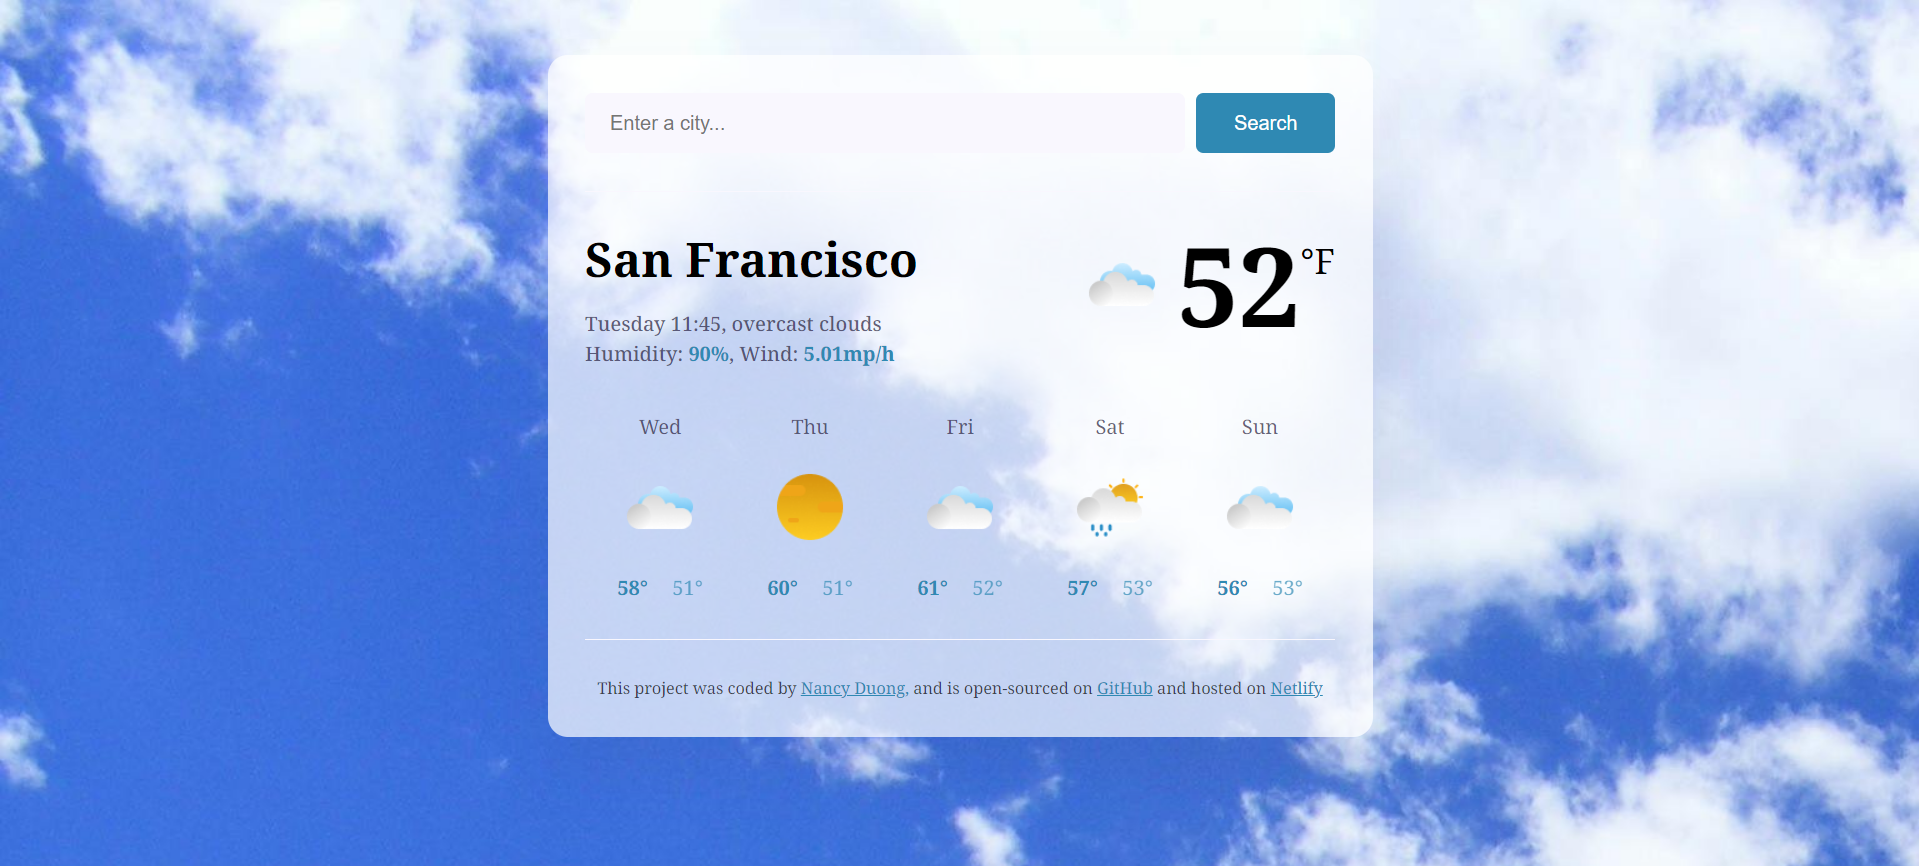 Enter a city...
Search
San Francisco
52°F
Tuesday 11:45, overcast clouds
Humidity: 90%, Wind: 5.01mp/h
Wed Thu Fri Sat Sun
58° 51° 60° 51° 61° 52° 57° 53° 56° 53°
This project was coded by Nancy Duong, and is open-sourced on GitHub and hosted on Netlify